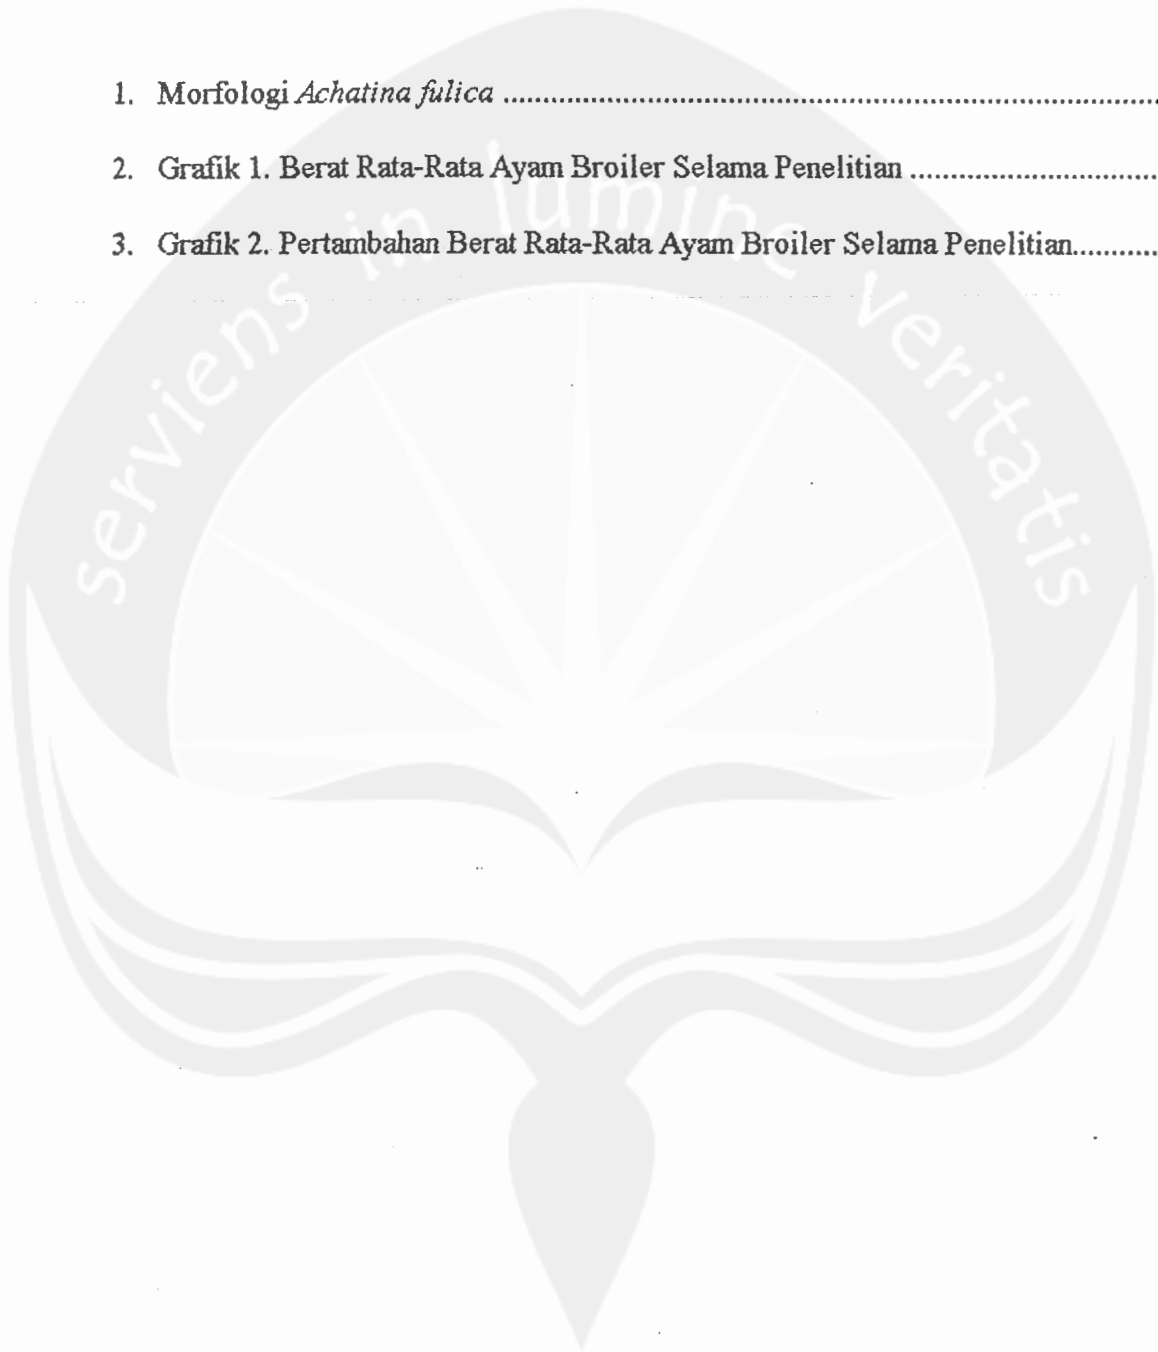 1. Morfologi Achatina fulica ................................................................................
2. Grafik 1. Berat Rata-Rata Ayam Broiler Selama Penelitian ..............................
3. Grafik 2. Pertambahan Berat Rata-Rata Ayam Broiler Selama Penelitian...........
serviens in lumine veritatis